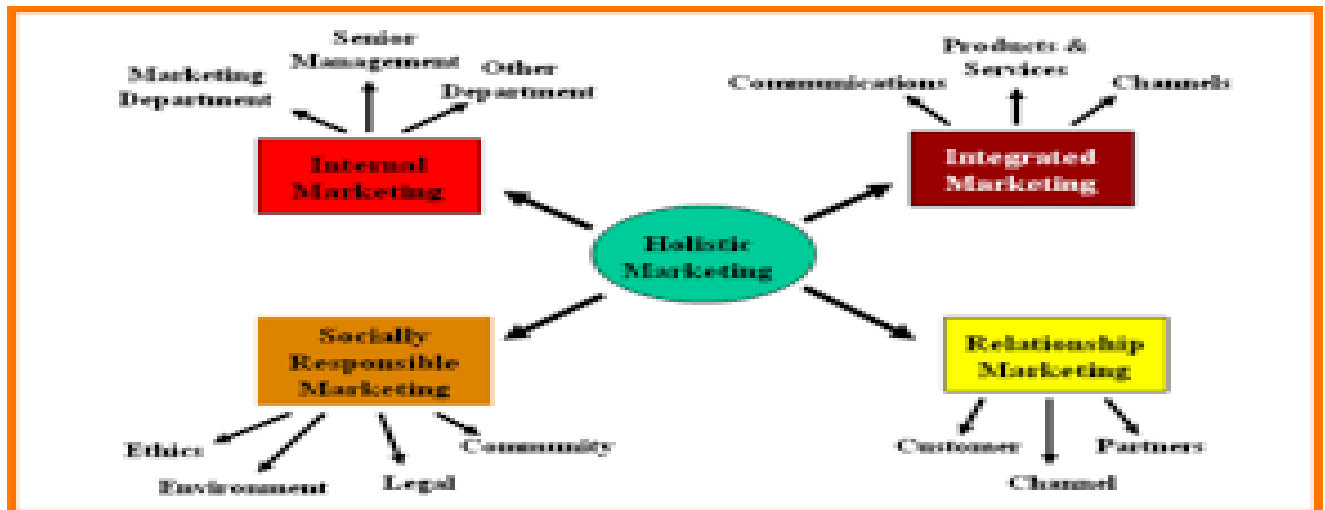 Senior
Management
Marketing
Department
Other
Department
Internal
Marketing
Products &
Services
Communications
Channels
Integrated
Marketing
Holistic
Marketing
Socially
Responsible
Marketing
Ethics
Environment
Legal
Community
Relationship
Marketing
Customer
Channel
Partners